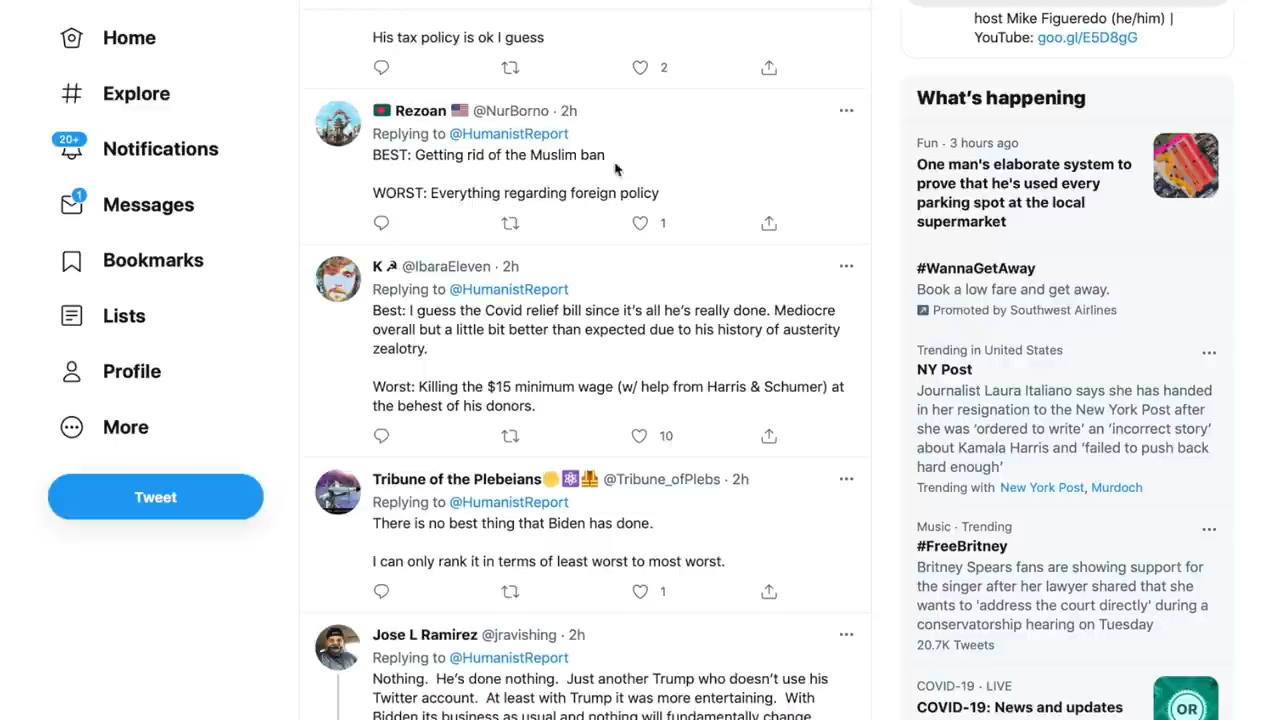 Home
Explore
20+
Notifications
1
Messages
Bookmarks
Lists
Profile
More
Tweet
His tax policy is ok I guess
2
Rezoan @NurBorno · 2h
Replying to @HumanistReport
BEST: Getting rid of the Muslim ban
WORST: Everything regarding foreign policy
1
K ☭ @IbaraEleven · 2h
Replying to @HumanistReport
Best: I guess the Covid relief bill since it's all he's really done. Mediocre
overall but a little bit better than expected due to his history of austerity
zealotry.
Worst: Killing the $15 minimum wage (w/ help from Harris & Schumer) at
the behest of his donors.
10
Tribune of the Plebeians @Tribune_ofPlebs · 2h
Replying to @HumanistReport
There is no best thing that Biden has done.
I can only rank it in terms of least worst to most worst.
1
Jose L Ramirez @jravishing · 2h
Replying to @HumanistReport
Nothing. He's done nothing. Just another Trump who doesn't use his
Twitter account. At least with Trump it was more entertaining. With
Bidden its business as usual and nothing will fundamentally change
host Mike Figueredo (he/him) |
YouTube: goo.gl/E5D8gG
What's happening
Fun · 3 hours ago
One man's elaborate system to
prove that he's used every
parking spot at the local
supermarket
#WannaGetAway
Book a low fare and get away.
Promoted by Southwest Airlines
Trending in United States
NY Post
Journalist Laura Italiano says she has handed
in her resignation to the New York Post after
she was 'ordered to write' an 'incorrect story'
about Kamala Harris and 'failed to push back
hard enough'
Trending with New York Post, Murdoch
Music · Trending
#FreeBritney
Britney Spears fans are showing support for
the singer after her lawyer shared that she
wants to 'address the court directly' during a
conservatorship hearing on Tuesday
20.7K Tweets
COVID-19 · LIVE
COVID-19: News and updates
OR